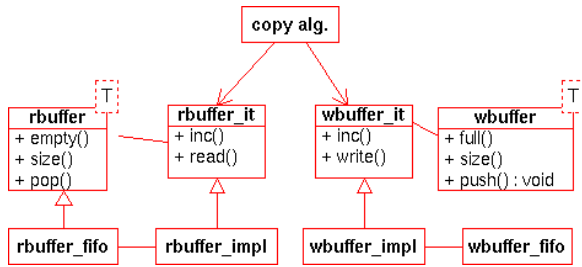 copy alg.
T
rbuffer
+ empty()
+ size()
+ pop()
rbuffer_it
+ inc()
+ read()
wbuffer_it
+ inc()
+ write()
T
wbuffer
+ full()
+ size()
+ push() : void
rbuffer_fifo
rbuffer_impl
wbuffer_impl
wbuffer_fifo